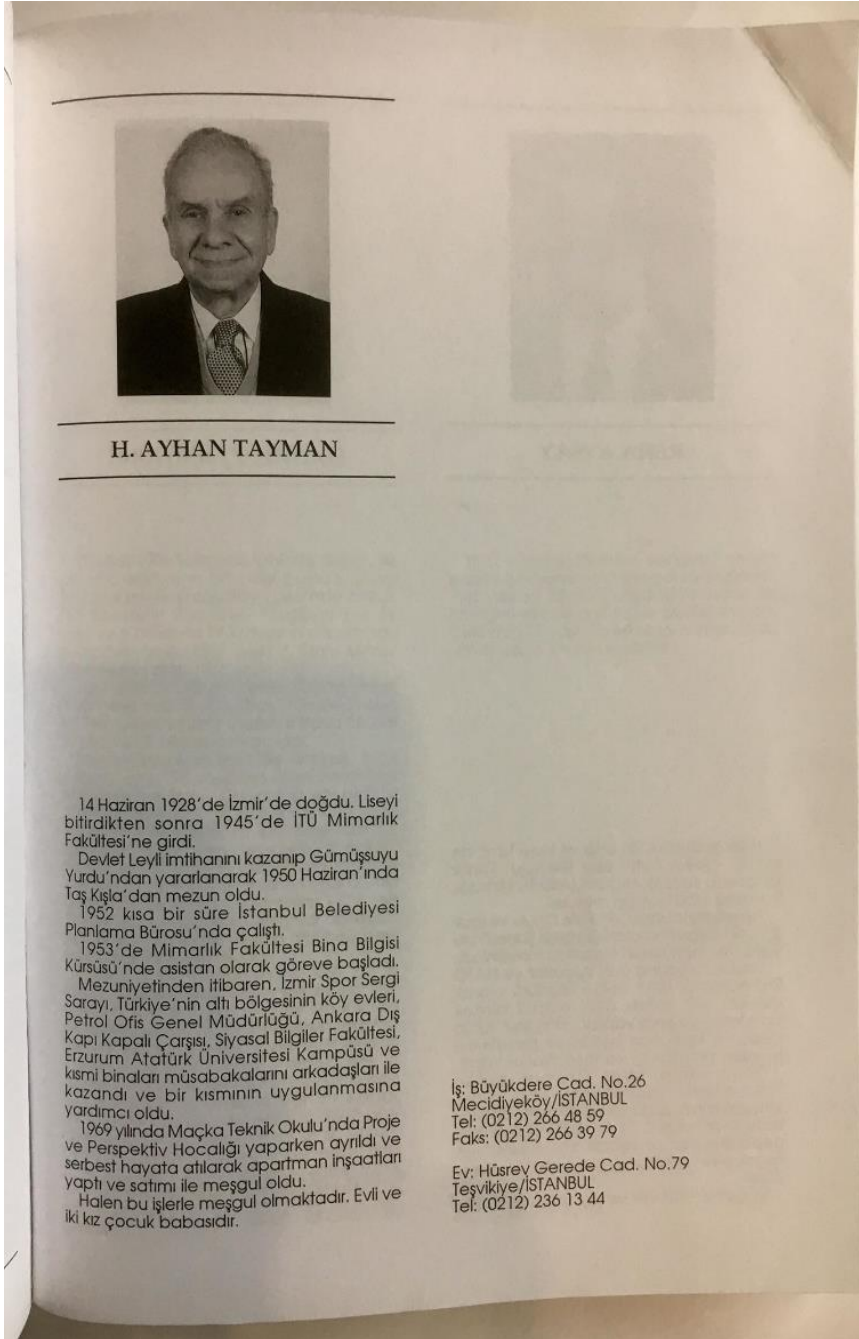 H. AYHAN TAYMAN
14 Haziran 1928'de İzmir'de doğdu. Liseyi
bitirdikten sonra 1945'de İTÜ Mimarlık
Fakültesi'ne girdi.
Devlet Leyli imtihanını kazanıp Gümüşsuyu
Yurdu'ndan yararlanarak 1950 Haziran'ında
Taş Kışla'dan mezun oldu.
1952 kısa bir süre İstanbul Belediyesi
Planlama Bürosu'nda çalıştı.
1953'de Mimarlık Fakültesi Bina Bilgisi
Kürsüsü'nde asistan olarak göreve başladı.
Mezuniyetinden itibaren, İzmir Spor Sergi
Sarayı, Türkiye'nin altı bölgesinin köy evleri,
Petrol Ofis Genel Müdürlüğü, Ankara Dış
Kapı Kapalı Çarşısı, Siyasal Bilgiler Fakültesi,
Erzurum Atatürk Üniversitesi Kampüsü ve
kısmi binaları müsabakalarını arkadaşları ile
kazandı ve bir kısmının uygulanmasına
yardımcı oldu.
1969 yılında Maçka Teknik Okulu'nda Proje
ve Perspektiv Hocalığı yaparken ayrıldı ve
serbest hayata atılarak apartman inşaatları
yaptı ve satımı ile meşgul oldu.
Halen bu işlerle meşgul olmaktadır. Evli ve
iki kız çocuk babasıdır.
İş: Büyükdere Cad. No.26
Mecidiyeköy/İSTANBUL
Tel: (0212) 266 48 59
Faks: (0212) 266 39 79
Ev: Hüsrev Gerede Cad. No.79
Teşvikiye/İSTANBUL
Tel: (0212) 236 13 44